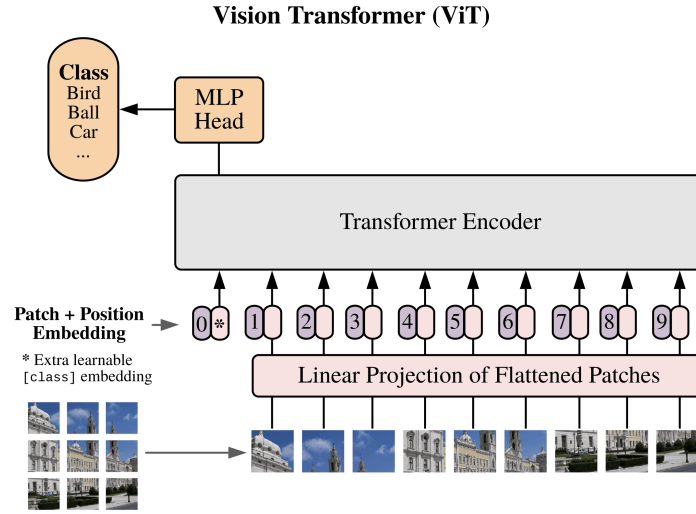 Vision Transformer (ViT)
Class
Bird
Ball
Car
...
MLP
Head
Transformer Encoder
Patch + Position
Embedding
0 * 1 2 3 4 5 6 7 8 9
* Extra learnable
[class] embedding
Linear Projection of Flattened Patches